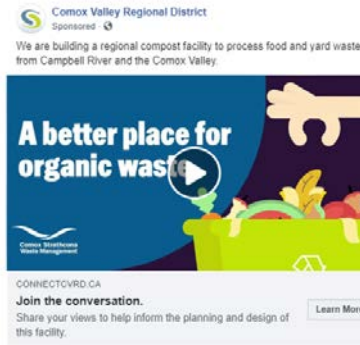 Comox Valley Regional District
Sponsored ·
We are building a regional compost facility to process food and yard waste
from Campbell River and the Comox Valley.
A better place for
organic waste
Comox Strathcona
Waste Management
CONNECTCVRD.CA
Join the conversation.
Share your views to help inform the planning and design of
this facility.
Learn More